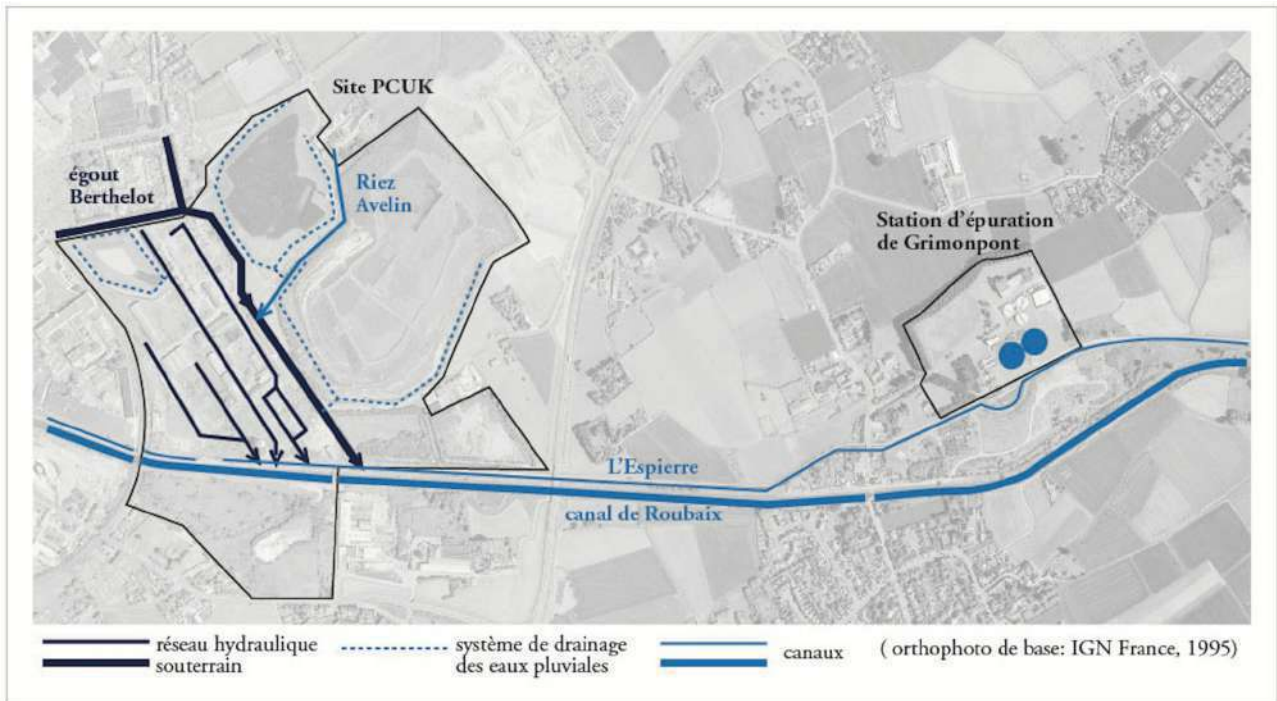 Site PCUK
égout
Berthelot
Riez
Avelin
Station d'épuration
de Grimonpont
L'Espierre
canal de Roubaix
réseau hydraulique
souterrain
système de drainage
des eaux pluviales
canaux
( orthophoto de base: IGN France, 1995)